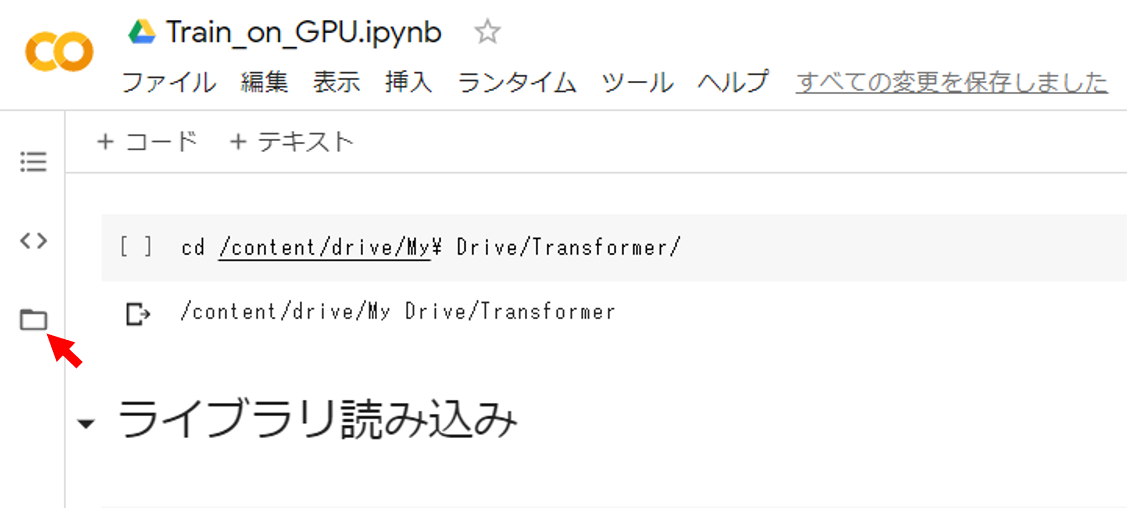 Train_on_GPU.ipynb
ファイル 編集 表示 挿入 ランタイム ツール ヘルプ すべての変更を保存しました
+ コード + テキスト
[ ] cd /content/drive/My¥ Drive/Transformer/
/content/drive/My Drive/Transformer
ライブラリ読み込み